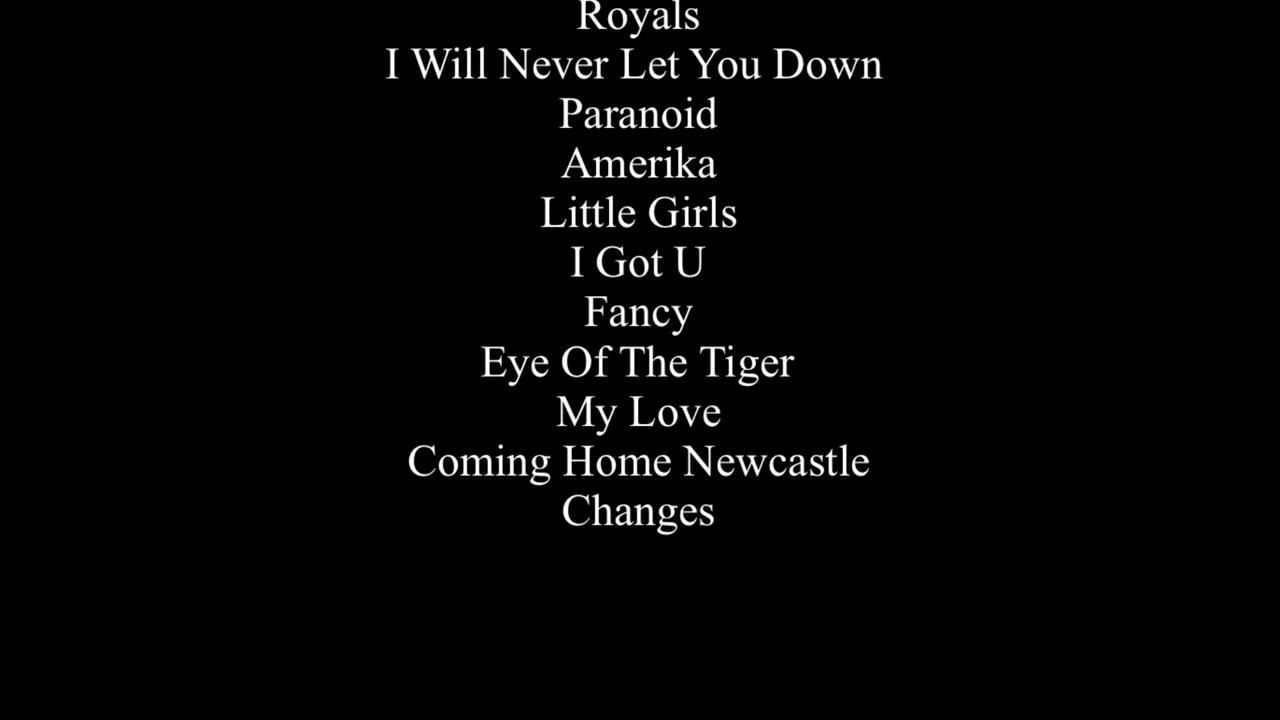 Royals
I Will Never Let You Down
Paranoid
Amerika
Little Girls
I Got U
Fancy
Eye Of The Tiger
My Love
Coming Home Newcastle
Changes